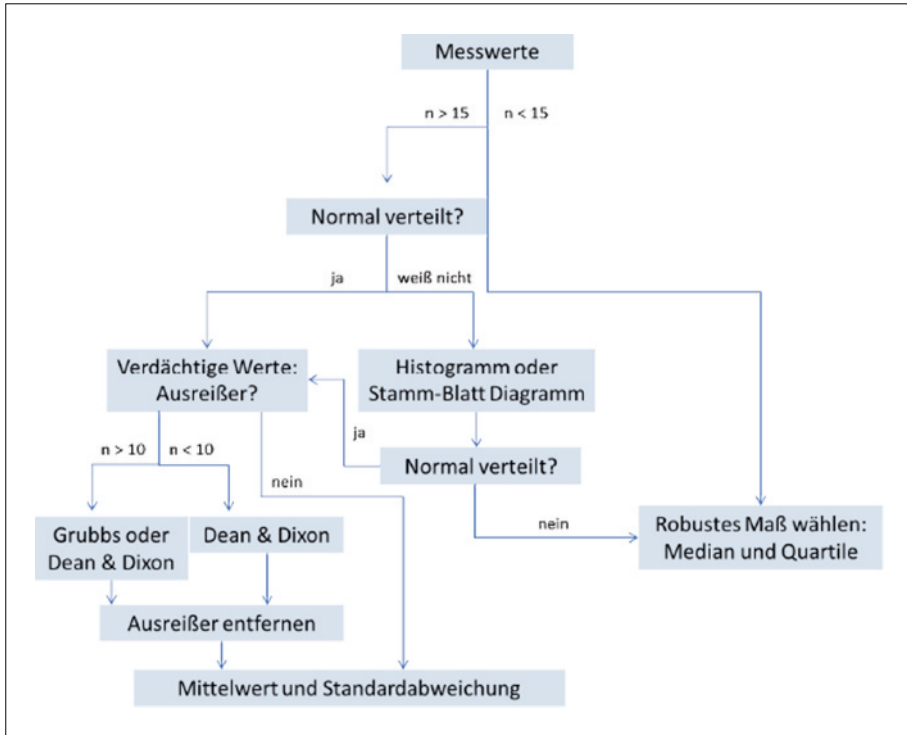 Messwerte
n > 15
n < 15
Normal verteilt?
ja
weiß nicht
Verdächtige Werte:
Ausreißer?
Histogramm oder
Stamm-Blatt Diagramm
ja
n > 10
n < 10
nein
Normal verteilt?
nein
Grubbs oder
Dean & Dixon
Dean & Dixon
Robustes Maß wählen:
Median und Quartile
Ausreißer entfernen
Mittelwert und Standardabweichung